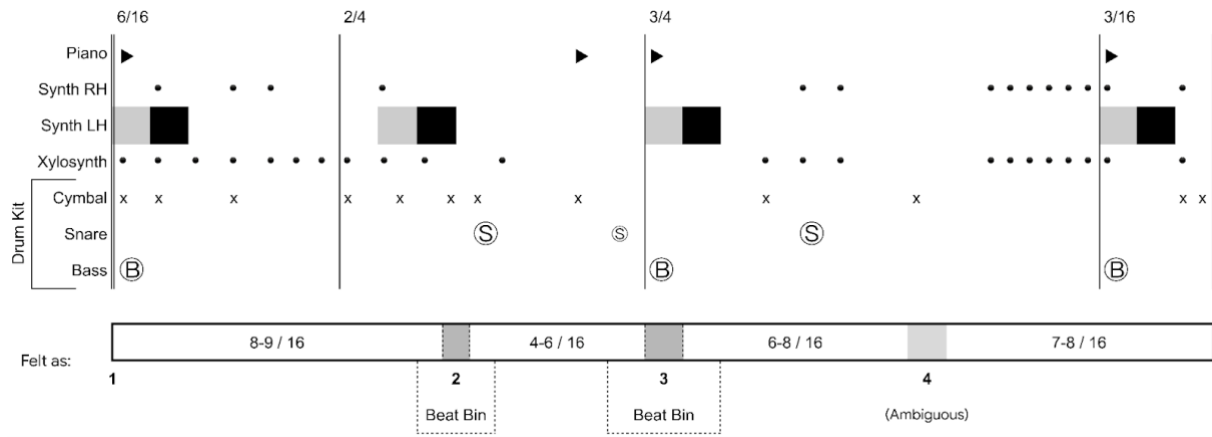 6/16 2/4 3/4 3/16
Piano
Synth RH
Synth LH
Xylosynth
Drum Kit
Cymbal x x x x x x x x x x x x
Snare S S S
Bass B B B
Felt as: 8-9 / 16 4-6 / 16 6-8 / 16 7-8 / 16
1 2 3 4
Beat Bin Beat Bin (Ambiguous)